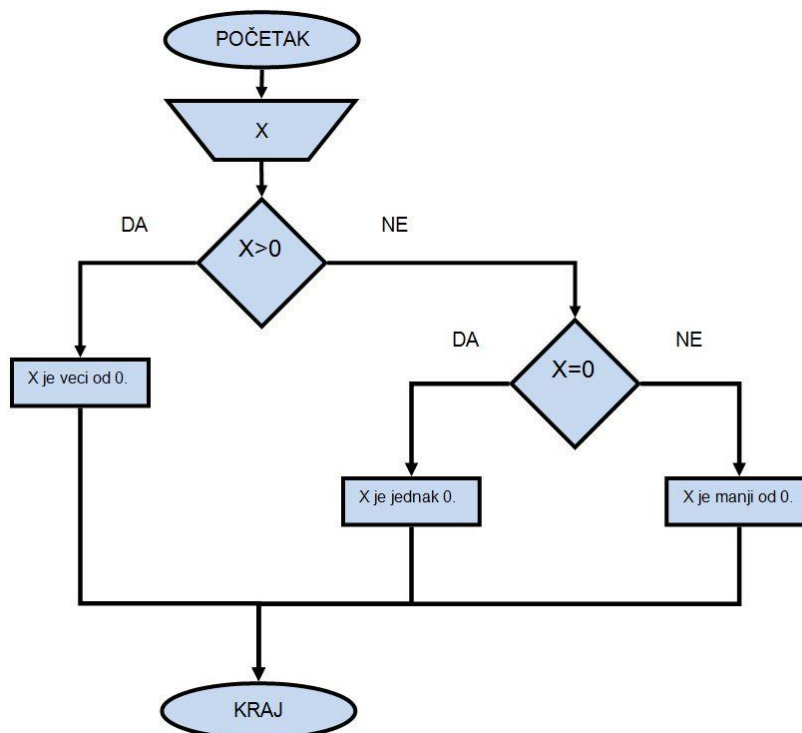 POČETAK
X
DA
NE
X>0
DA
NE
X je veci od 0.
X=0
X je jednak 0.
X je manji od 0.
KRAJ